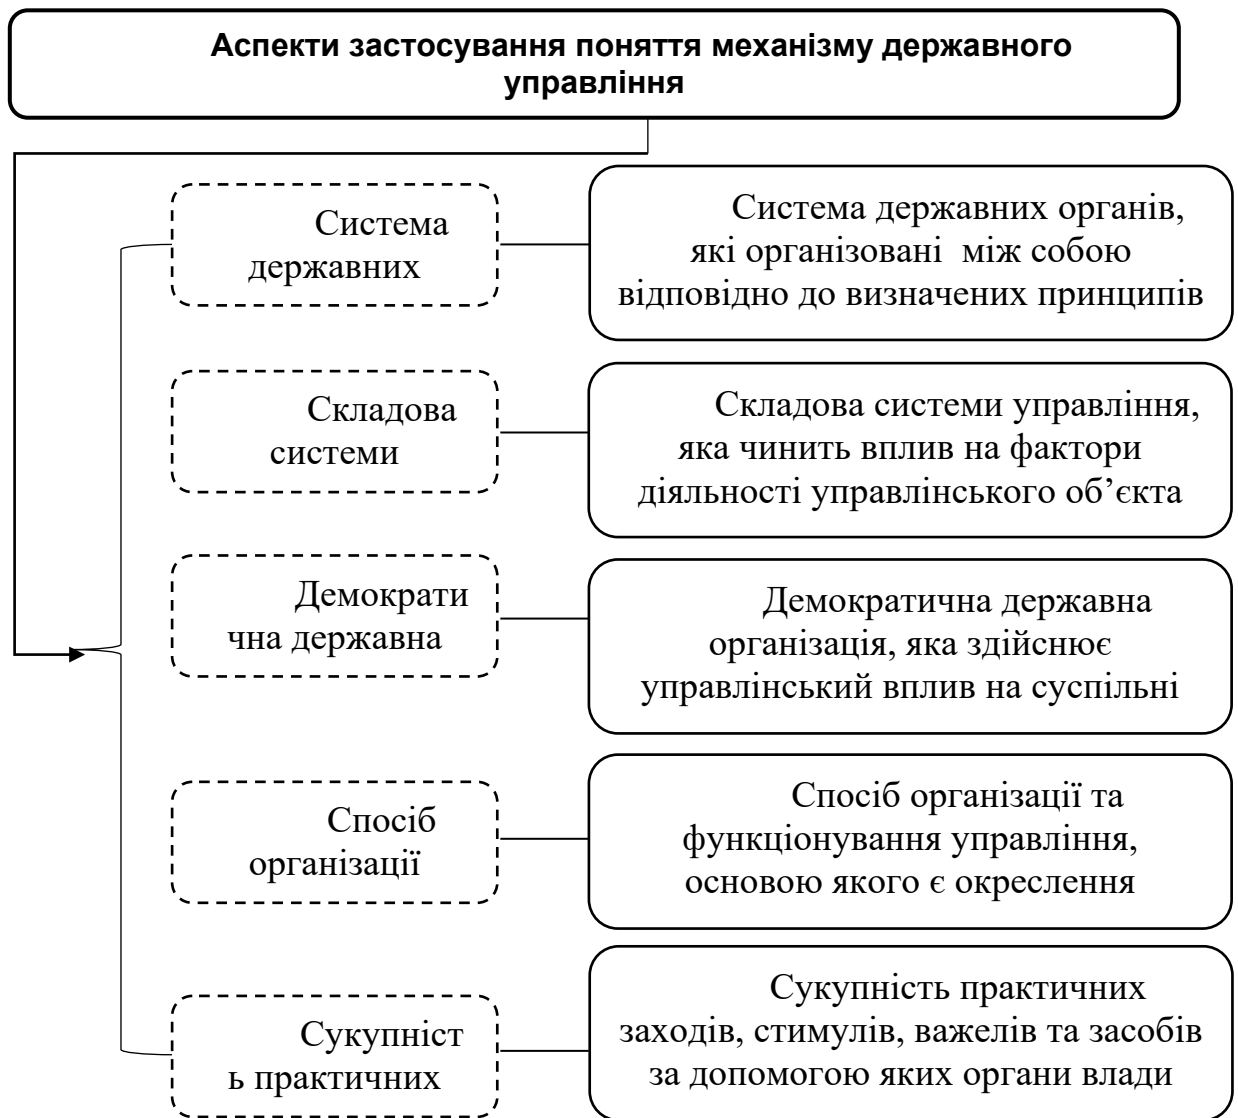 Аспекти застосування поняття механізму державного
управління
Система
державних
Система державних органів,
які організовані між собою
відповідно до визначених принципів
Складова
системи
Складова системи управління,
яка чинить вплив на фактори
діяльності управлінського об’єкта
Демократи
чна державна
Демократична державна
організація, яка здійснює
управлінський вплив на суспільні
Спосіб
організації
Спосіб організації та
функціонування управління,
основою якого є окреслення
Сукупніст
ь практичних
Сукупність практичних
заходів, стимулів, важелів та засобів
за допомогою яких органи влади